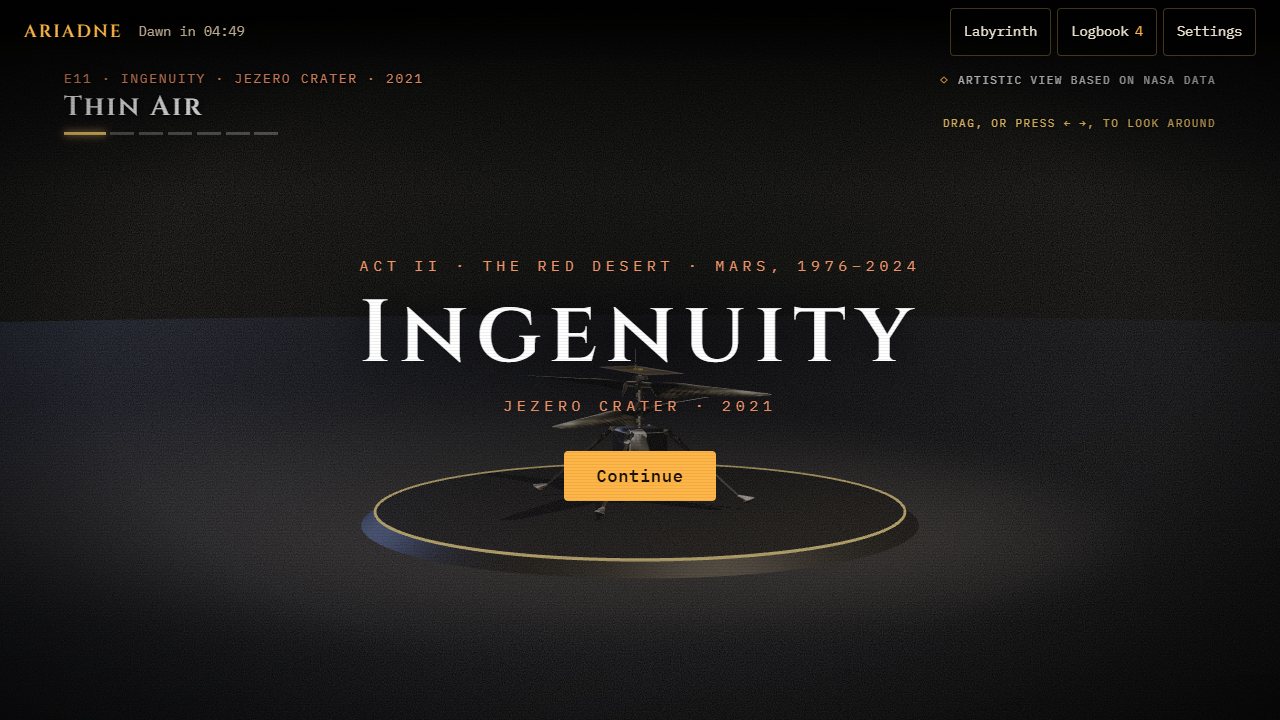 ARIADNE Dawn in 04:49 Labyrinth Logbook 4 Settings
E11 · INGENUITY · JEZERO CRATER · 2021
Thin Air
◇ ARTISTIC VIEW BASED ON NASA DATA
DRAG, OR PRESS ← →, TO LOOK AROUND
ACT II · THE RED DESERT · MARS, 1976–2024
INGENUITY
JEZERO CRATER · 2021
Continue